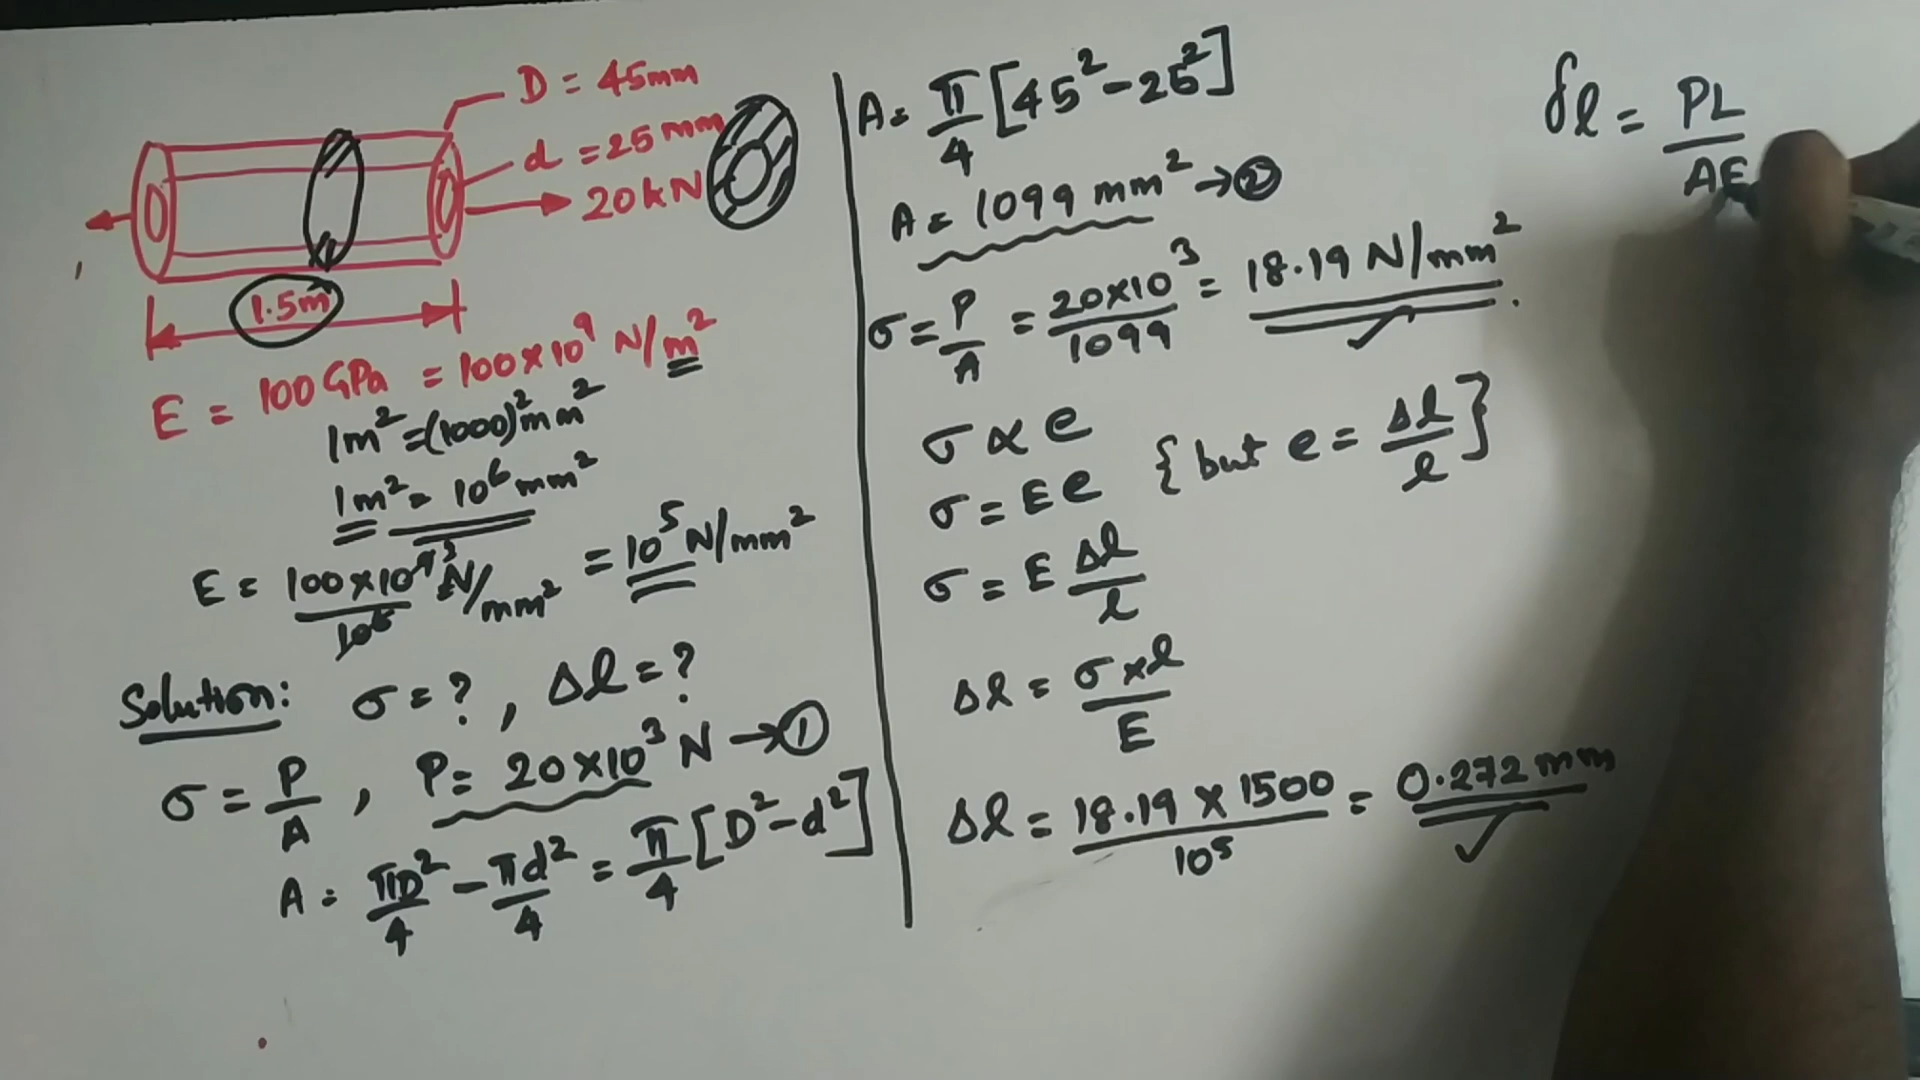 D = 45mm
d = 25mm
20kN
1.5m
E = 100 GPa = 100×10⁹ N/m²
1m² = (1000)² mm²
1m² = 10⁶ mm²
E = 100×10⁹ ³ N/mm² / 10⁶ = 10⁵ N/mm²
Solution: σ = ?, Δl = ?
σ = P/A , P = 20×10³ N → ①
A = πD²/4 − πd²/4 = π/4 [D² − d²]
A = π/4 [45² − 25²]
A = 1099 mm² → ②
σ = P/A = 20×10³/1099 = 18.19 N/mm².
σ ∝ e
σ = E e {but e = Δl/l}
σ = E Δl/l
Δl = σ×l/E
Δl = 18.19 × 1500/10⁵ = 0.272 mm
δl = PL/AE